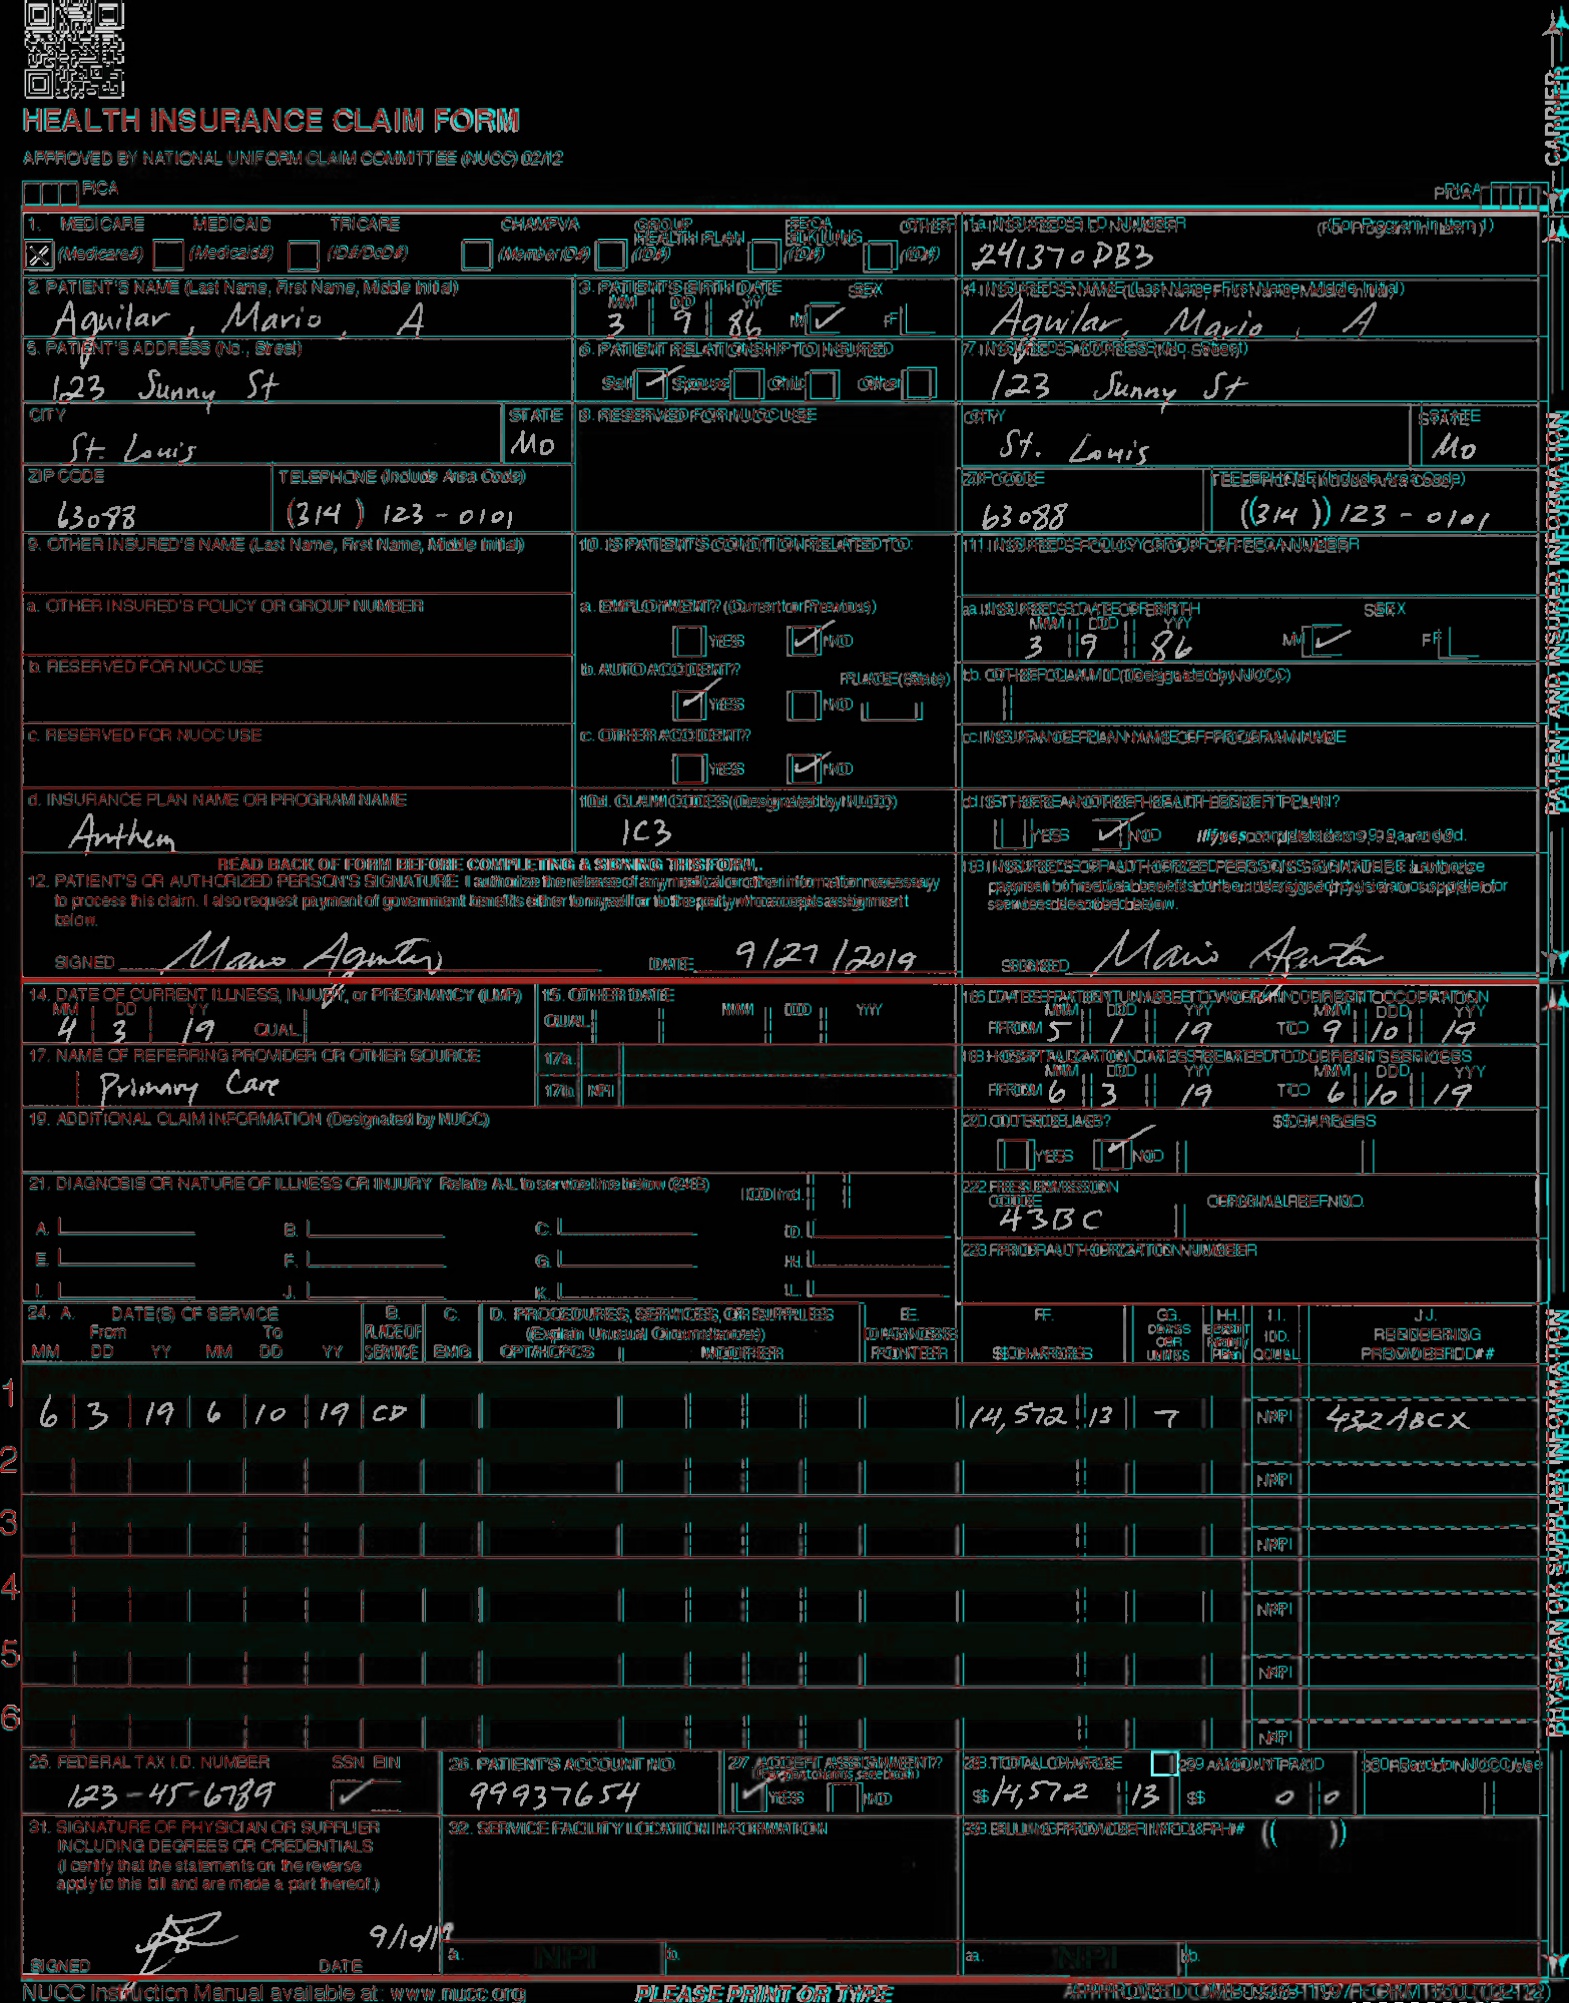 HEALTH INSURANCE CLAIM FORM
APPROVED BY NATIONAL UNIFORM CLAIM COMMITTEE (NUCC) 02/12
PICA
PICA
CARRIER
1. MEDICARE MEDICAID TRICARE CHAMPVA GROUP HEALTH PLAN FECA BLK LUNG OTHER
(Medicare#) (Medicaid#) (ID#/DoD#) (Member ID#) (ID#) (ID#) (ID#)
1a. INSURED'S I.D. NUMBER (For Program in Item 1)
241370 DB3
2. PATIENT'S NAME (Last Name, First Name, Middle Initial)
Aguilar, Mario, A
3. PATIENT'S BIRTH DATE SEX
MM DD YY
3 9 86 M F
4. INSURED'S NAME (Last Name, First Name, Middle Initial)
Aguilar, Mario, A
5. PATIENT'S ADDRESS (No., Street)
123 Sunny St
6. PATIENT RELATIONSHIP TO INSURED
Self Spouse Child Other
7. INSURED'S ADDRESS (No., Street)
123 Sunny St
CITY STATE
St. Louis MO
8. RESERVED FOR NUCC USE
CITY STATE
St. Louis MO
ZIP CODE TELEPHONE (Include Area Code)
63088 (314) 123-0101
ZIP CODE TELEPHONE (Include Area Code)
63088 (314) 123-0101
9. OTHER INSURED'S NAME (Last Name, First Name, Middle Initial)
10. IS PATIENT'S CONDITION RELATED TO:
11. INSURED'S POLICY GROUP OR FECA NUMBER
a. OTHER INSURED'S POLICY OR GROUP NUMBER
a. EMPLOYMENT? (Current or Previous)
YES NO
a. INSURED'S DATE OF BIRTH SEX
MM DD YY
3 9 86 M F
b. RESERVED FOR NUCC USE
b. AUTO ACCIDENT? PLACE (State)
YES NO
b. OTHER CLAIM ID (Designated by NUCC)
c. RESERVED FOR NUCC USE
c. OTHER ACCIDENT?
YES NO
c. INSURANCE PLAN NAME OR PROGRAM NAME
d. INSURANCE PLAN NAME OR PROGRAM NAME
Anthem
10d. CLAIM CODES (Designated by NUCC)
1C3
d. IS THERE ANOTHER HEALTH BENEFIT PLAN?
YES NO If yes, complete items 9, 9a, and 9d.
READ BACK OF FORM BEFORE COMPLETING & SIGNING THIS FORM.
12. PATIENT'S OR AUTHORIZED PERSON'S SIGNATURE I authorize the release of any medical or other information necessary
to process this claim. I also request payment of government benefits either to myself or to the party who accepts assignment
below.
SIGNED Mario Aguilar DATE 9/27/2019
13. INSURED'S OR AUTHORIZED PERSON'S SIGNATURE I authorize
payment of medical benefits to the undersigned physician or supplier for
services described below.
SIGNED Mario Aguilar
PATIENT AND INSURED INFORMATION
14. DATE OF CURRENT ILLNESS, INJURY, or PREGNANCY (LMP)
MM DD YY
4 3 19 QUAL.
15. OTHER DATE
QUAL. MM DD YY
16. DATES PATIENT UNABLE TO WORK IN CURRENT OCCUPATION
MM DD YY MM DD YY
FROM 5 1 19 TO 9 10 19
17. NAME OF REFERRING PROVIDER OR OTHER SOURCE
Primary Care
17a.
17b. NPI
18. HOSPITALIZATION DATES RELATED TO CURRENT SERVICES
MM DD YY MM DD YY
FROM 6 3 19 TO 6 10 19
19. ADDITIONAL CLAIM INFORMATION (Designated by NUCC)
20. OUTSIDE LAB? $ CHARGES
YES NO
21. DIAGNOSIS OR NATURE OF ILLNESS OR INJURY Relate A-L to service line below (24E) ICD Ind.
A. B. C. D.
E. F. G. H.
I. J. K. L.
22. RESUBMISSION CODE ORIGINAL REF. NO.
43BC
23. PRIOR AUTHORIZATION NUMBER
24. A. DATE(S) OF SERVICE
From To
MM DD YY MM DD YY
B. PLACE OF SERVICE
C. EMG
D. PROCEDURES, SERVICES, OR SUPPLIES
(Explain Unusual Circumstances)
CPT/HCPCS MODIFIER
E. DIAGNOSIS POINTER
F. $ CHARGES
G. DAYS OR UNITS
H. EPSDT Family Plan
I. ID. QUAL.
J. RENDERING PROVIDER ID. #
1 6 3 19 6 10 19 CD 14,572 13 7 NPI 432ABCX
2 NPI
3 NPI
4 NPI
5 NPI
6 NPI
25. FEDERAL TAX I.D. NUMBER SSN EIN
123-45-6789
26. PATIENT'S ACCOUNT NO.
99937654
27. ACCEPT ASSIGNMENT?
(For govt. claims, see back)
YES NO
28. TOTAL CHARGE
$ 14,572 13
29. AMOUNT PAID
$ 0 0
30. Rsvd for NUCC Use
31. SIGNATURE OF PHYSICIAN OR SUPPLIER
INCLUDING DEGREES OR CREDENTIALS
(I certify that the statements on the reverse
apply to this bill and are made a part thereof.)
9/10/19
SIGNED DATE
32. SERVICE FACILITY LOCATION INFORMATION
a. NPI b.
33. BILLING PROVIDER INFO & PH # ( )
a. NPI b.
PHYSICIAN OR SUPPLIER INFORMATION
NUCC Instruction Manual available at: www.nucc.org
PLEASE PRINT OR TYPE